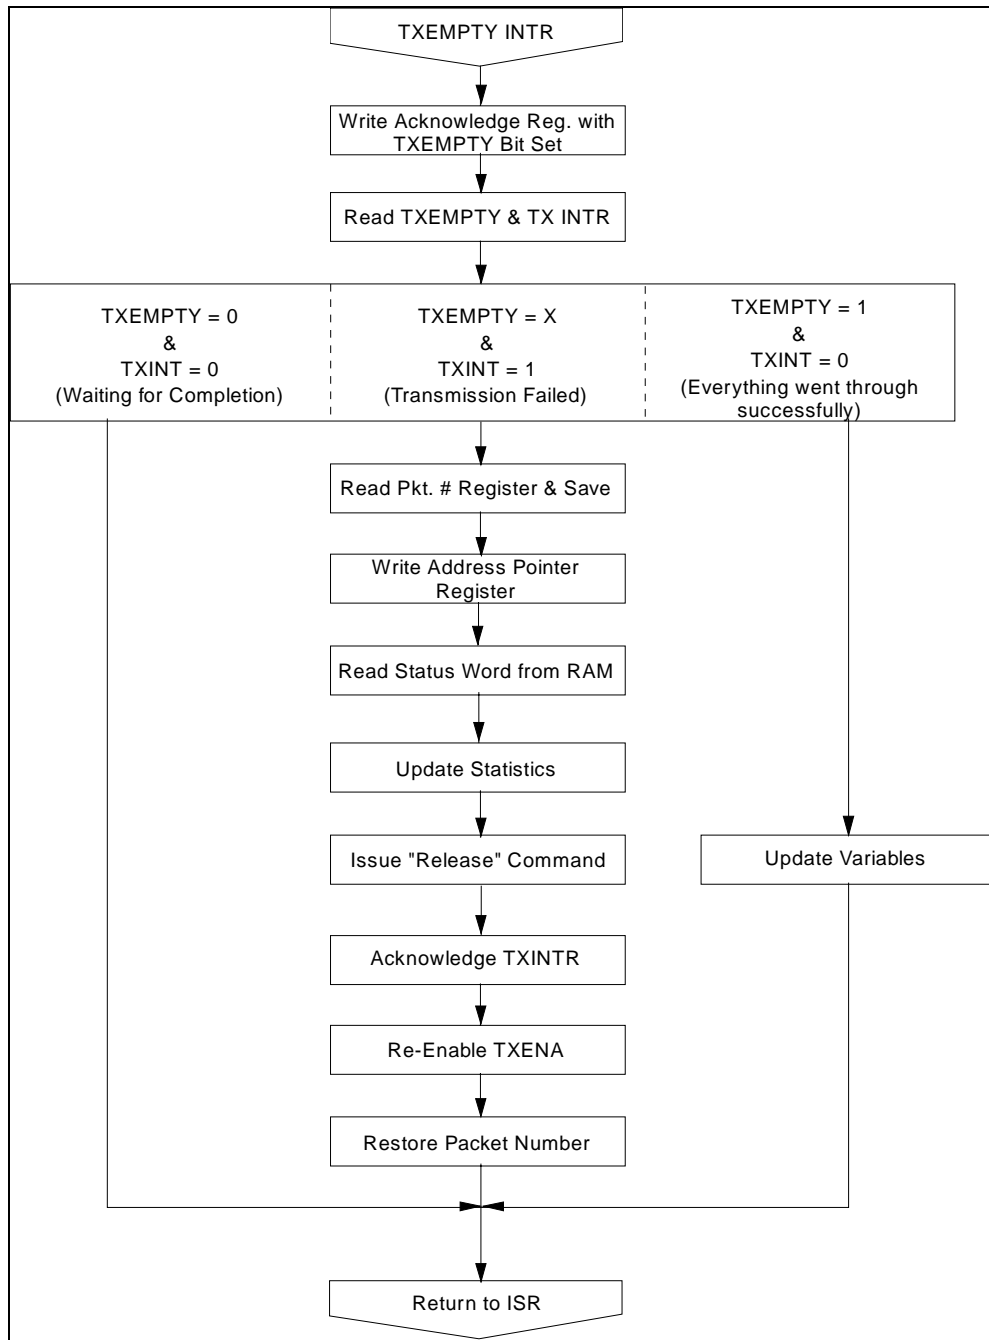 TXEMPTY INTR
Write Acknowledge Reg. with
TXEMPTY Bit Set
Read TXEMPTY & TX INTR
TXEMPTY = 0
&
TXINT = 0
(Waiting for Completion)
TXEMPTY = X
&
TXINT = 1
(Transmission Failed)
TXEMPTY = 1
&
TXINT = 0
(Everything went through
successfully)
Read Pkt. # Register & Save
Write Address Pointer
Register
Read Status Word from RAM
Update Statistics
Issue "Release" Command
Update Variables
Acknowledge TXINTR
Re-Enable TXENA
Restore Packet Number
Return to ISR